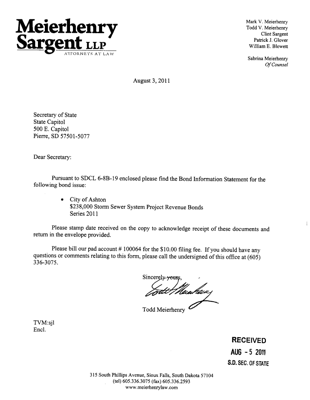 Meierhenry
Sargent LLP
ATTORNEYS AT LAW
Mark V. Meierhenry
Todd V. Meierhenry
Clint Sargent
Patrick J. Glover
William E. Blewett
Sabrina Meierhenry
Of Counsel
August 3, 2011
Secretary of State
State Capitol
500 E. Capitol
Pierre, SD 57501-5077
Dear Secretary:
Pursuant to SDCL 6-8B-19 enclosed please find the Bond Information Statement for the
following bond issue:
• City of Ashton
$238,000 Storm Sewer System Project Revenue Bonds
Series 2011
Please stamp date received on the copy to acknowledge receipt of these documents and
return in the envelope provided.
Please bill our pad account # 100064 for the $10.00 filing fee. If you should have any
questions or comments relating to this form, please call the undersigned of this office at (605)
336-3075.
Sincerely yours,
Todd Meierhenry
Todd Meierhenry
TVM:sjl
Encl.
RECEIVED
AUG - 5 2011
S.D. SEC. OF STATE
315 South Phillips Avenue, Sioux Falls, South Dakota 57104
(tel) 605.336.3075 (fax) 605.336.2593
www.meierhenrylaw.com